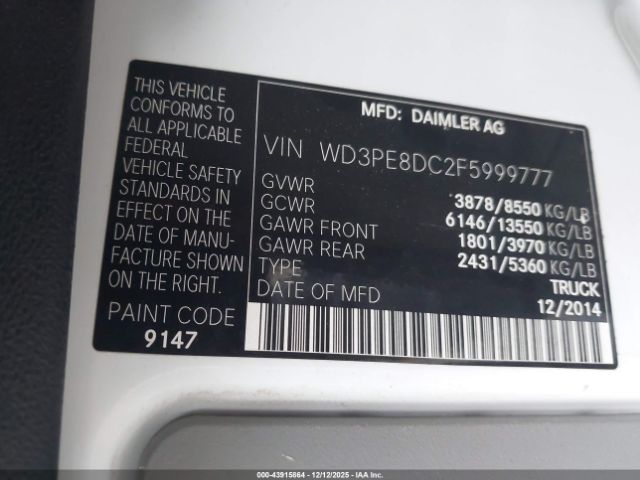 THIS VEHICLE
CONFORMS TO
ALL APPLICABLE
FEDERAL
VEHICLE SAFETY
STANDARDS IN
EFFECT ON THE
DATE OF MANU-
FACTURE SHOWN
ON THE RIGHT.
PAINT CODE
9147
MFD: DAIMLER AG
VIN WD3PE8DC2F5999777
GVWR 3878/8550 KG/LB
GCWR 6146/13550 KG/LB
GAWR FRONT 1801/3970 KG/LB
GAWR REAR 2431/5360 KG/LB
TYPE TRUCK
DATE OF MFD 12/2014
000-43915864 - 12/12/2025 - IAA Inc.